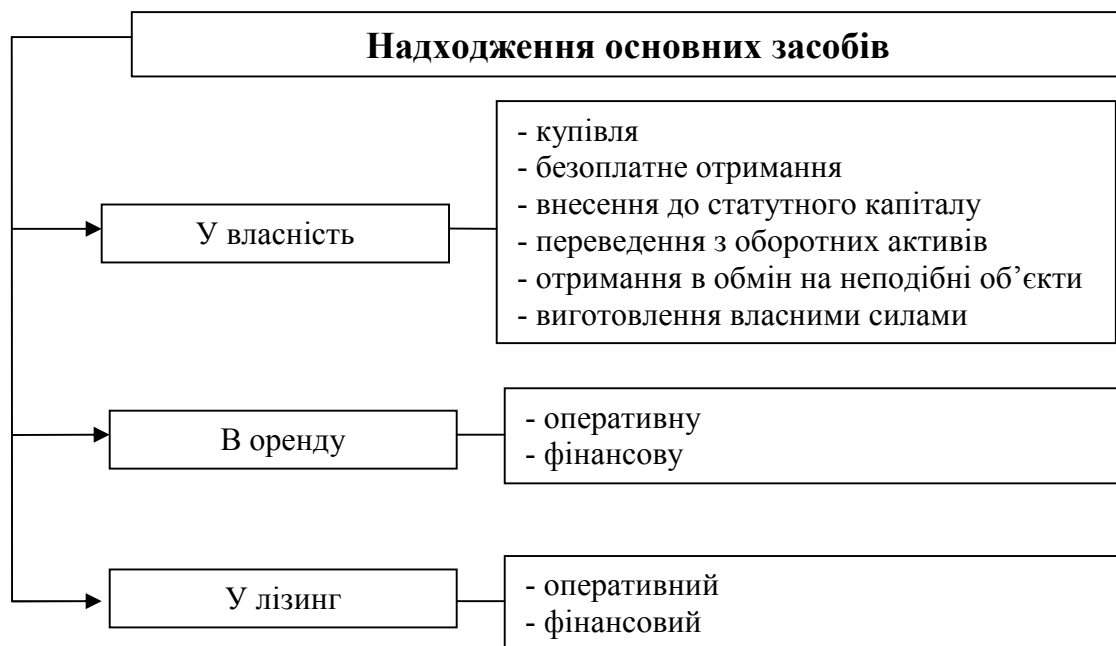 Надходження основних засобів
У власність
- купівля
- безоплатне отримання
- внесення до статутного капіталу
- переведення з оборотних активів
- отримання в обмін на неподібні об’єкти
- виготовлення власними силами
В оренду
- оперативну
- фінансову
У лізинг
- оперативний
- фінансовий